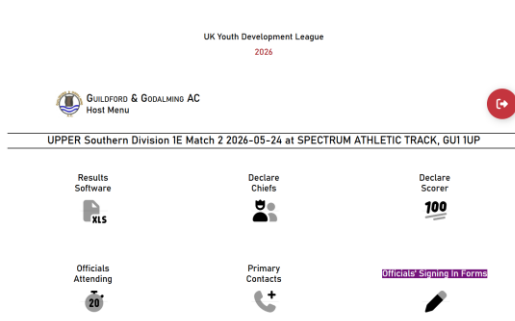 UK Youth Development League
2026
GUILDFORD & GODALMING AC
Host Menu
UPPER Southern Division 1E Match 2 2026-05-24 at SPECTRUM ATHLETIC TRACK, GU1 1UP
Results
Software
XLS
Declare
Chiefs
Declare
Scorer
100
Officials
Attending
20
Primary
Contacts
Officials' Signing In Forms